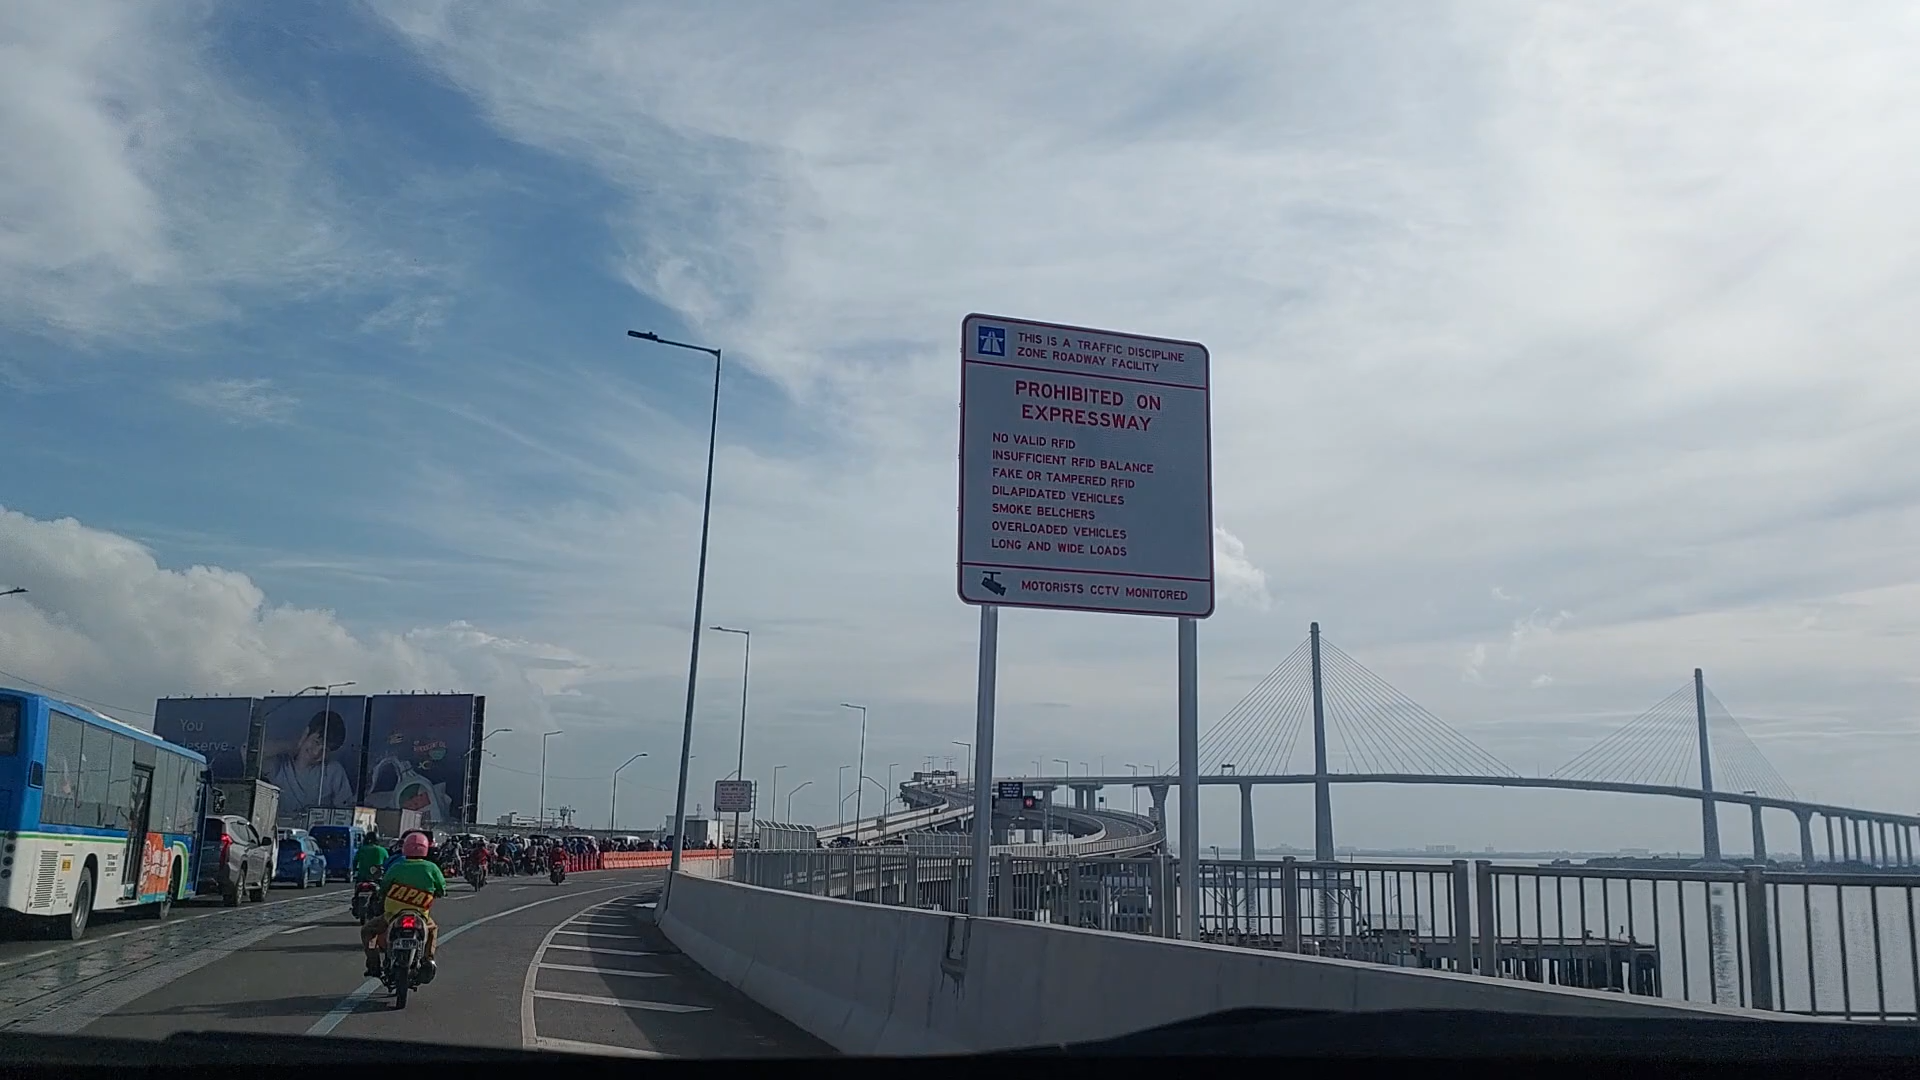 THIS IS A TRAFFIC DISCIPLINE
ZONE ROADWAY FACILITY
PROHIBITED ON
EXPRESSWAY
NO VALID RFID
INSUFFICIENT RFID BALANCE
FAKE OR TAMPERED RFID
DILAPIDATED VEHICLES
SMOKE BELCHERS
OVERLOADED VEHICLES
LONG AND WIDE LOADS
MOTORISTS CCTV MONITORED
You
deserve
TAPAT